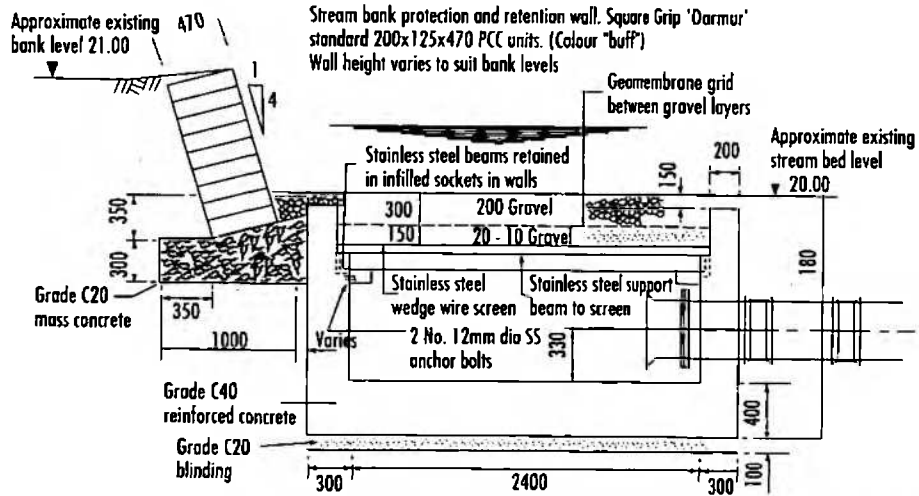 Approximate existing
bank level 21.00
470
Stream bank protection and retention wall. Square Grip 'Darmur'
standard 200x125x470 PCC units. (Colour "buff")
Wall height varies to suit bank levels
1
4
Geomembrane grid
between gravel layers
Stainless steel beams retained
in infilled sockets in walls
150
200
Approximate existing
stream bed level
20.00
350
300
300
200 Gravel
150
20 - 10 Gravel
180
Grade C20
mass concrete
350
1000
Varies
Stainless steel
wedge wire screen
Stainless steel support
beam to screen
2 No. 12mm dia SS
anchor bolts
330
Grade C40
reinforced concrete
400
Grade C20
blinding
100
300
2400
300